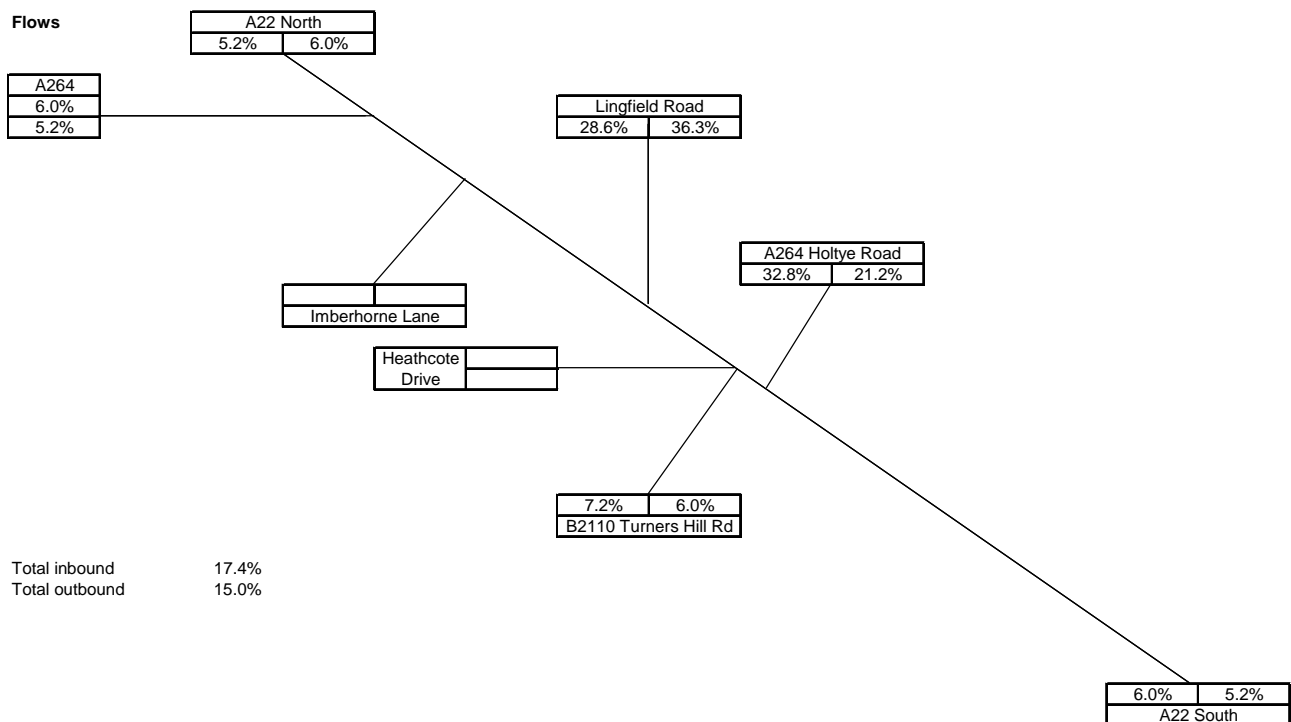 Flows
A22 North
5.2% 6.0%
A264
6.0%
5.2%
Lingfield Road
28.6% 36.3%
A264 Holtye Road
32.8% 21.2%
Imberhorne Lane
Heathcote
Drive
7.2% 6.0%
B2110 Turners Hill Rd
Total inbound 17.4%
Total outbound 15.0%
6.0% 5.2%
A22 South